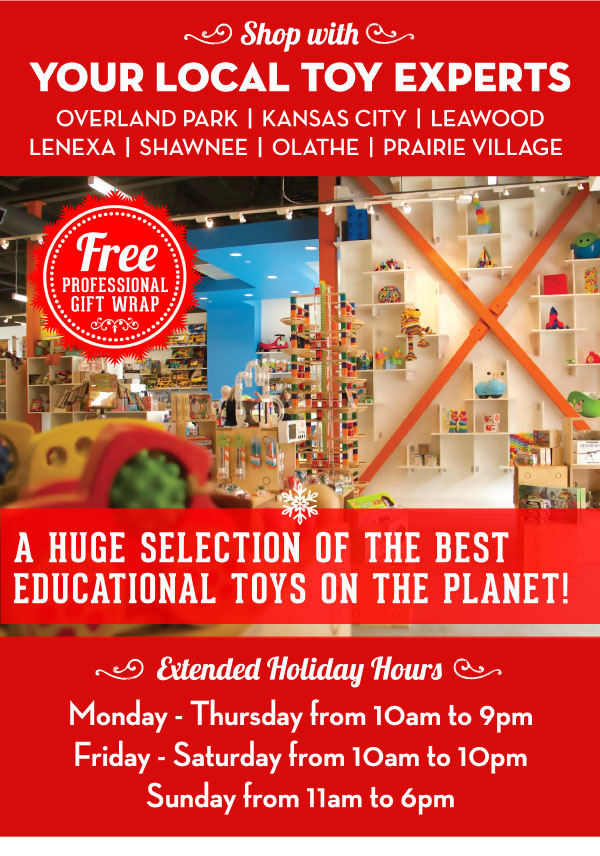 Shop with
YOUR LOCAL TOY EXPERTS
OVERLAND PARK | KANSAS CITY | LEAWOOD
LENEXA | SHAWNEE | OLATHE | PRAIRIE VILLAGE
Free
PROFESSIONAL
GIFT WRAP
A HUGE SELECTION OF THE BEST
EDUCATIONAL TOYS ON THE PLANET!
Extended Holiday Hours
Monday - Thursday from 10am to 9pm
Friday - Saturday from 10am to 10pm
Sunday from 11am to 6pm